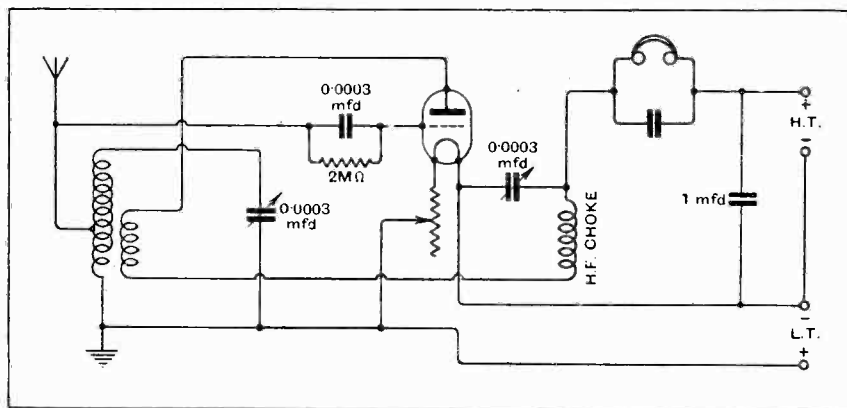 0·0003
mfd
2MΩ
0·0003
mfd
0·0003
mfd
H.F. CHOKE
1 mfd
+
H.T.
-
-
L.T.
+